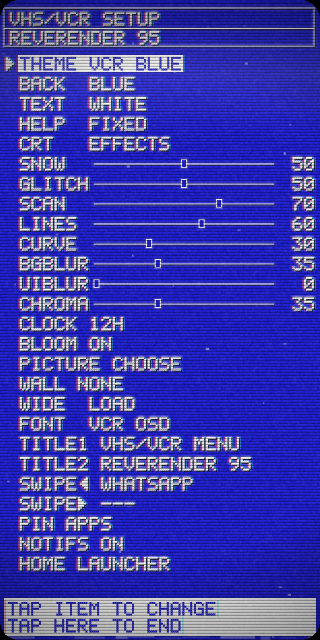 VHS/VCR SETUP
REVERENDER 95
▶THEME VCR BLUE
BACK BLUE
TEXT WHITE
HELP FIXED
CRT EFFECTS
SNOW 50
GLITCH 50
SCAN 70
LINES 60
CURVE 30
BGBLUR 35
UIBLUR 0
CHROMA 35
CLOCK 12H
BLOOM ON
PICTURE CHOOSE
WALL NONE
WIDE LOAD
FONT VCR OSD
TITLE1 VHS/VCR MENU
TITLE2 REVERENDER 95
SWIPE◀ WHATSAPP
SWIPE▶ ---
PIN APPS
NOTIFS ON
HOME LAUNCHER
TAP ITEM TO CHANGE
TAP HERE TO END